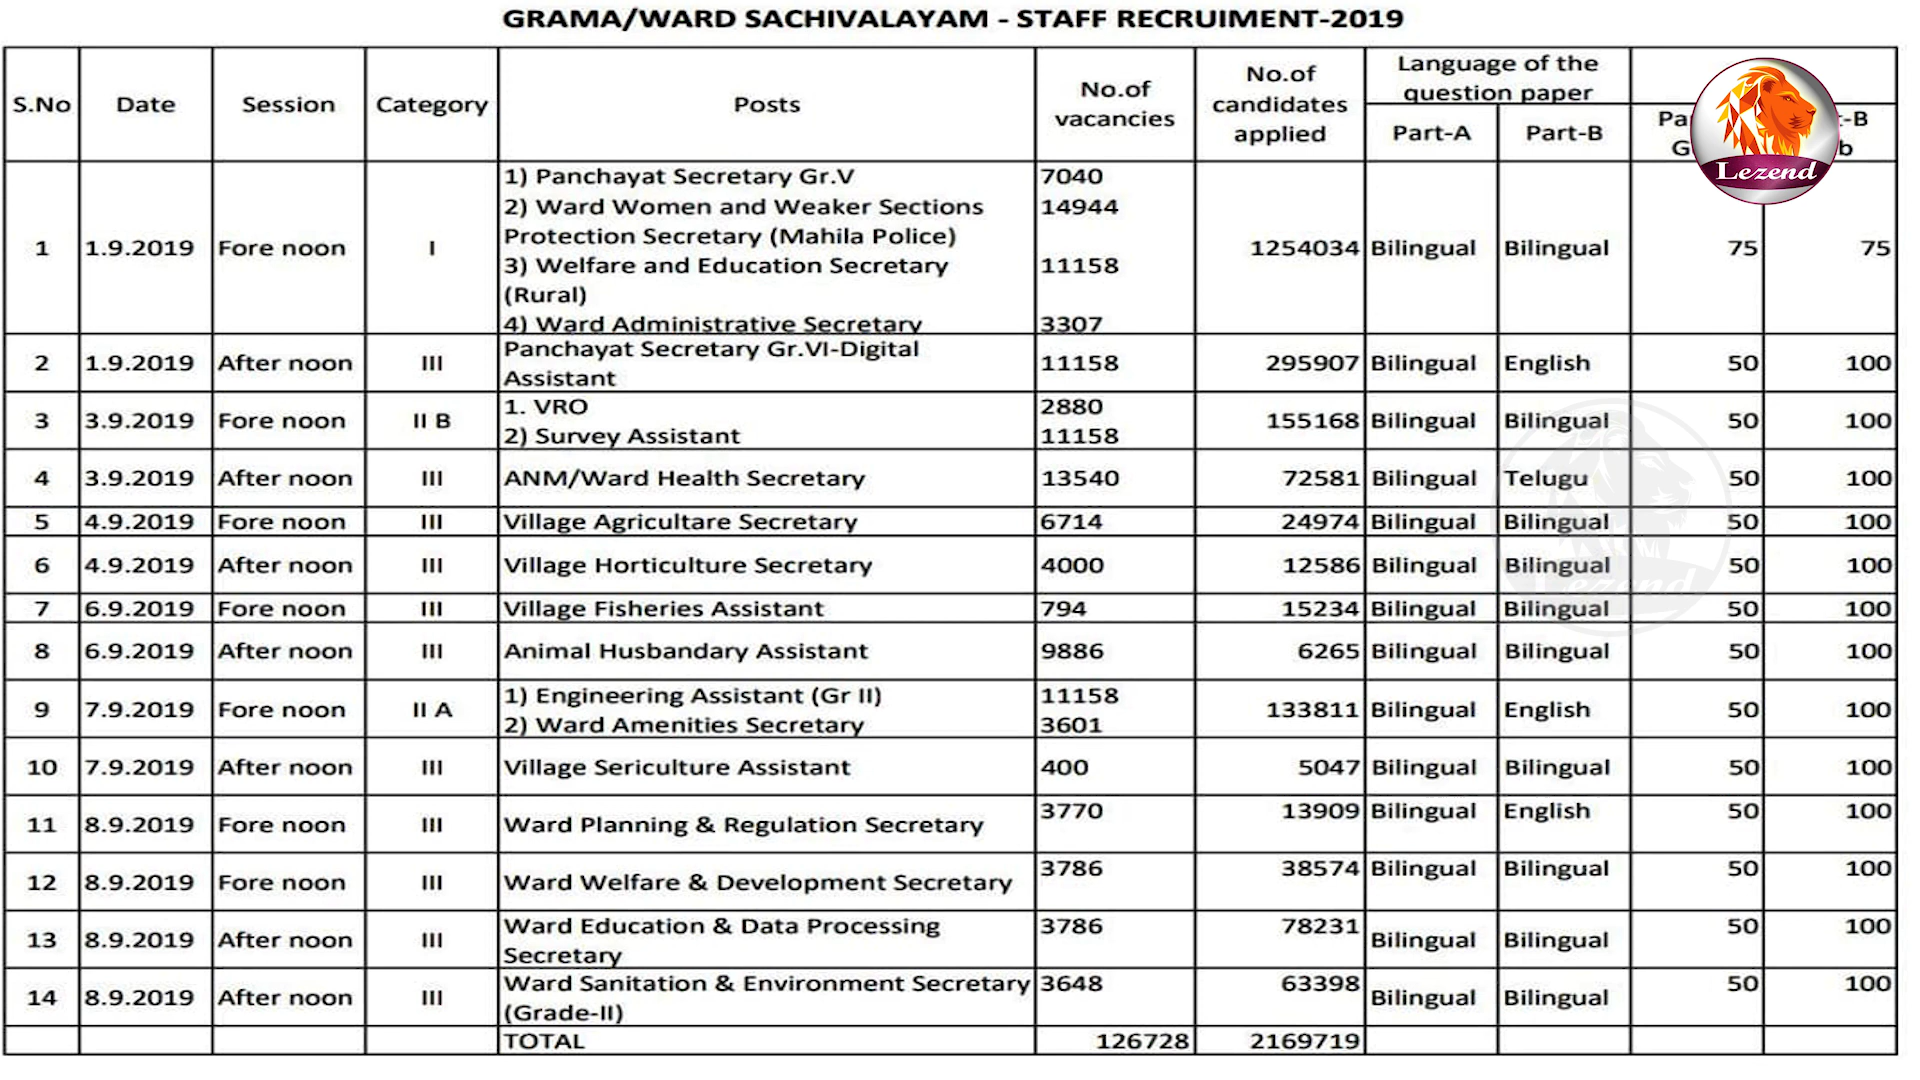 GRAMA/WARD SACHIVALAYAM - STAFF RECRUIMENT-2019
S.No Date Session Category Posts No.of vacancies No.of candidates applied Language of the question paper
Part-A Part-B
Lezend
1 1.9.2019 Fore noon I 1) Panchayat Secretary Gr.V 7040
2) Ward Women and Weaker Sections 14944
Protection Secretary (Mahila Police)
1254034 Bilingual Bilingual 75 75
3) Welfare and Education Secretary 11158
(Rural)
4) Ward Administrative Secretary 3307
2 1.9.2019 After noon III Panchayat Secretary Gr.VI-Digital Assistant 11158 295907 Bilingual English 50 100
3 3.9.2019 Fore noon II B 1. VRO 2880
2) Survey Assistant 11158 155168 Bilingual Bilingual 50 100
4 3.9.2019 After noon III ANM/Ward Health Secretary 13540 72581 Bilingual Telugu 50 100
5 4.9.2019 Fore noon III Village Agricultare Secretary 6714 24974 Bilingual Bilingual 50 100
6 4.9.2019 After noon III Village Horticulture Secretary 4000 12586 Bilingual Bilingual 50 100
7 6.9.2019 Fore noon III Village Fisheries Assistant 794 15234 Bilingual Bilingual 50 100
8 6.9.2019 After noon III Animal Husbandary Assistant 9886 6265 Bilingual Bilingual 50 100
9 7.9.2019 Fore noon II A 1) Engineering Assistant (Gr II) 11158
2) Ward Amenities Secretary 3601 133811 Bilingual English 50 100
10 7.9.2019 After noon III Village Sericulture Assistant 400 5047 Bilingual Bilingual 50 100
11 8.9.2019 Fore noon III Ward Planning & Regulation Secretary 3770 13909 Bilingual English 50 100
12 8.9.2019 Fore noon III Ward Welfare & Development Secretary 3786 38574 Bilingual Bilingual 50 100
13 8.9.2019 After noon III Ward Education & Data Processing Secretary 3786 78231 Bilingual Bilingual 50 100
14 8.9.2019 After noon III Ward Sanitation & Environment Secretary (Grade-II) 3648 63398 Bilingual Bilingual 50 100
TOTAL 126728 2169719
Lezend